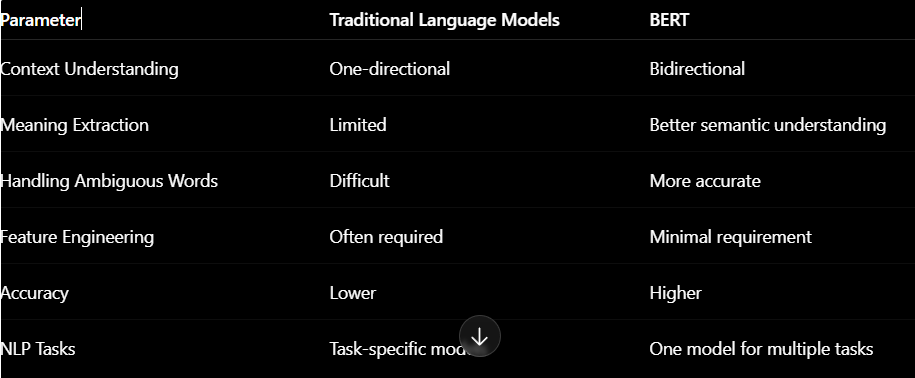 Parameter Traditional Language Models BERT
Context Understanding One-directional Bidirectional
Meaning Extraction Limited Better semantic understanding
Handling Ambiguous Words Difficult More accurate
Feature Engineering Often required Minimal requirement
Accuracy Lower Higher
NLP Tasks Task-specific One model for multiple tasks